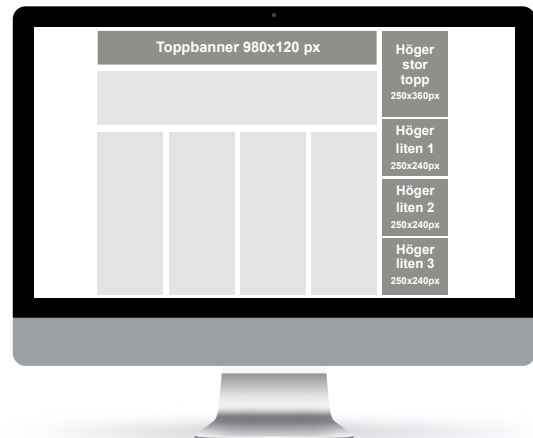 Toppbanner 980x120 px
Höger
stor
topp
250x360px
Höger
liten 1
250x240px
Höger
liten 2
250x240px
Höger
liten 3
250x240px